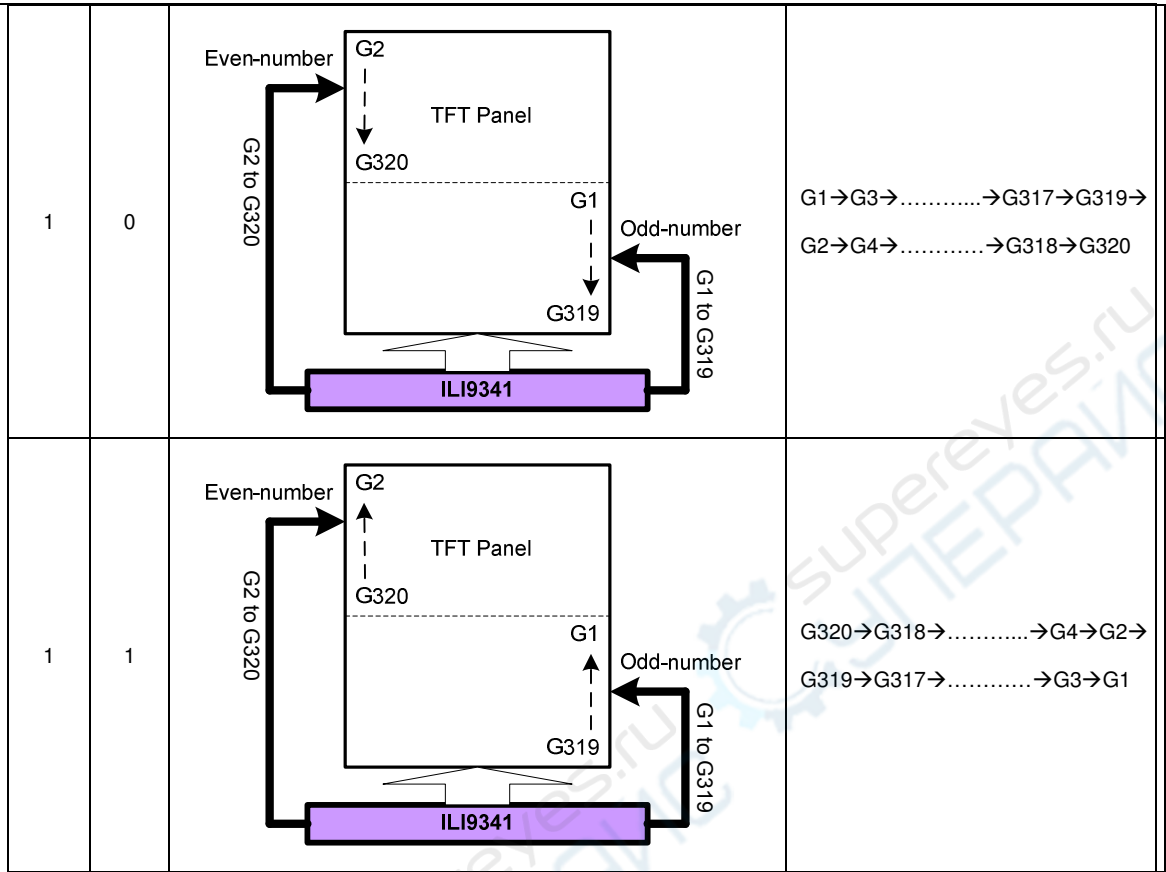 1
0
Even-number
G2
TFT Panel
G320
G2 to G320
G1
Odd-number
G319
G1 to G319
ILI9341
G1→G3→………...→G317→G319→
G2→G4→…………→G318→G320
1
1
Even-number
G2
TFT Panel
G320
G2 to G320
G1
Odd-number
G319
G1 to G319
ILI9341
G320→G318→………...→G4→G2→
G319→G317→…………→G3→G1
supereyes.ru